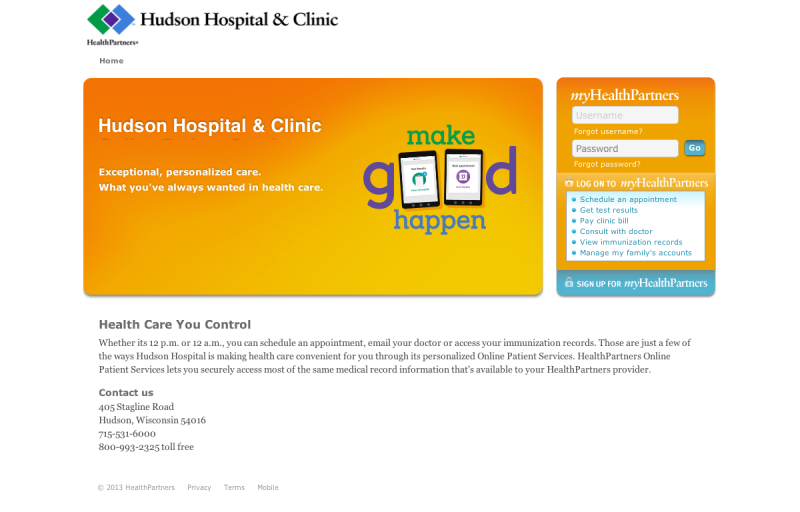 Hudson Hospital & Clinic
HealthPartners®
Home
Hudson Hospital & Clinic
Exceptional, personalized care.
What you've always wanted in health care.
make
good
happen
myHealthPartners
Username
Forgot username?
Password
Go
Forgot password?
LOG ON TO myHealthPartners
Schedule an appointment
Get test results
Pay clinic bill
Consult with doctor
View immunization records
Manage my family's accounts
SIGN UP FOR myHealthPartners
Health Care You Control
Whether its 12 p.m. or 12 a.m., you can schedule an appointment, email your doctor or access your immunization records. Those are just a few of
the ways Hudson Hospital is making health care convenient for you through its personalized Online Patient Services. HealthPartners Online
Patient Services lets you securely access most of the same medical record information that's available to your HealthPartners provider.
Contact us
405 Stagline Road
Hudson, Wisconsin 54016
715-531-6000
800-993-2325 toll free
© 2013 HealthPartners Privacy Terms Mobile